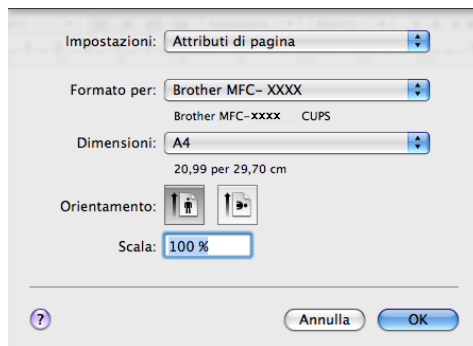 Impostazioni: Attributi di pagina
Formato per: Brother MFC- XXXX
Brother MFC-xxxx CUPS
Dimensioni: A4
20,99 per 29,70 cm
Orientamento:
Scala: 100 %
? Annulla OK